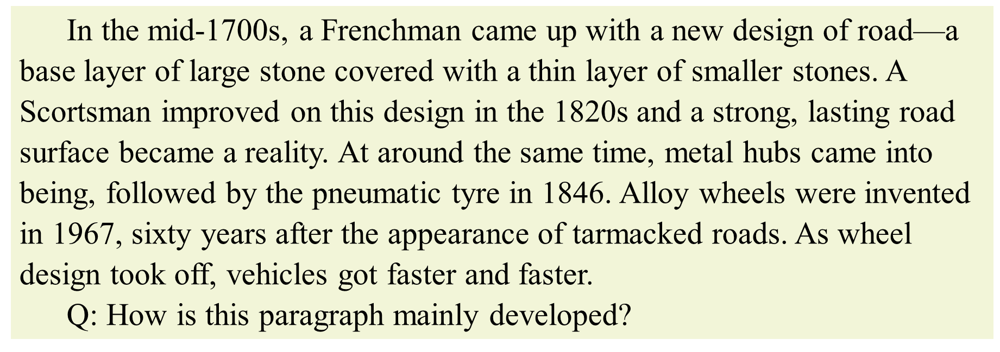 In the mid-1700s, a Frenchman came up with a new design of road—a
base layer of large stone covered with a thin layer of smaller stones. A
Scortsman improved on this design in the 1820s and a strong, lasting road
surface became a reality. At around the same time, metal hubs came into
being, followed by the pneumatic tyre in 1846. Alloy wheels were invented
in 1967, sixty years after the appearance of tarmacked roads. As wheel
design took off, vehicles got faster and faster.
Q: How is this paragraph mainly developed?